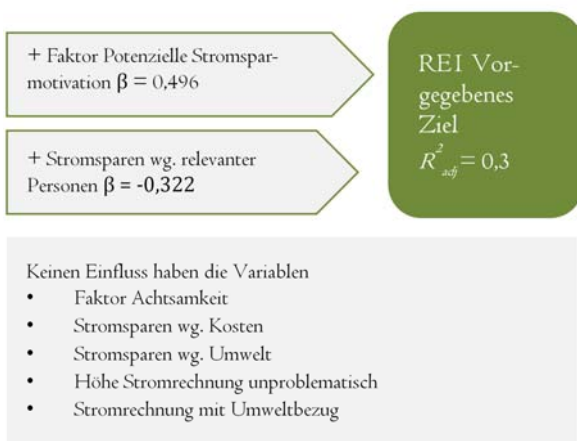 + Faktor Potenzielle Stromspar-
motivation β = 0,496
+ Stromsparen wg. relevanter
Personen β = -0,322
REI Vor-
gegebenes
Ziel
R²adj = 0,3
Keinen Einfluss haben die Variablen
• Faktor Achtsamkeit
• Stromsparen wg. Kosten
• Stromsparen wg. Umwelt
• Höhe Stromrechnung unproblematisch
• Stromrechnung mit Umweltbezug